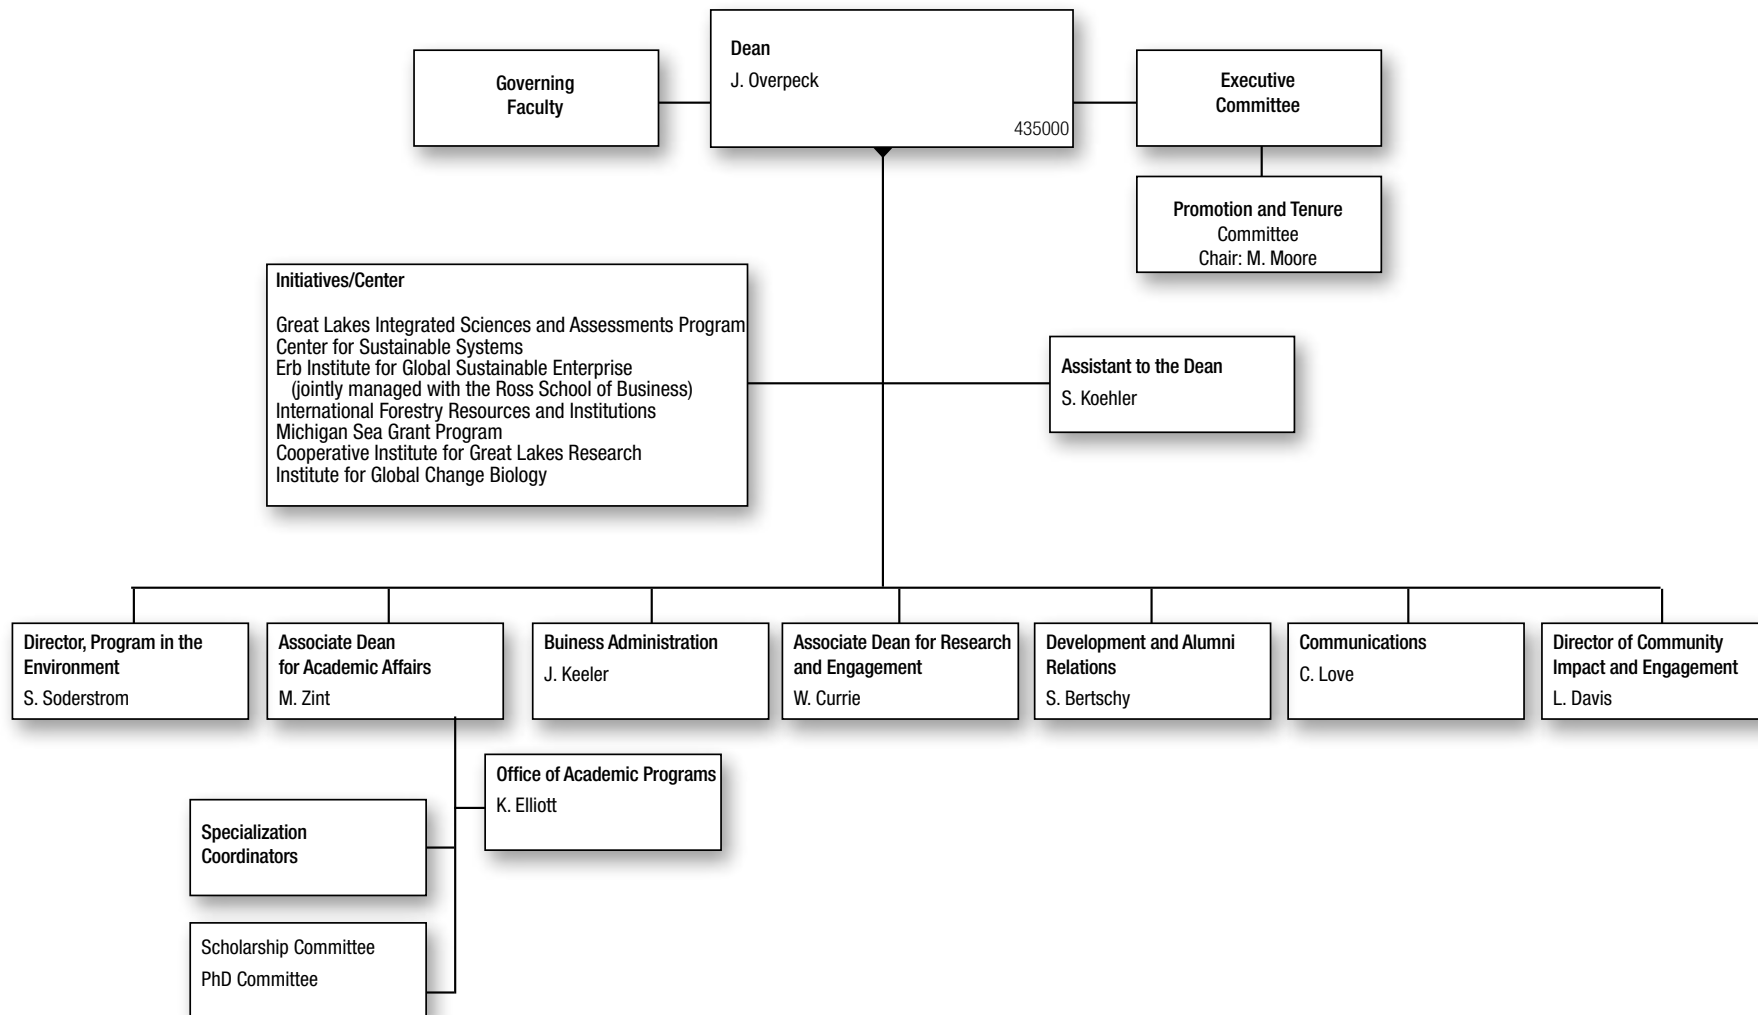 Governing
Faculty
Dean
J. Overpeck
435000
Executive
Committee
Promotion and Tenure
Committee
Chair: M. Moore
Initiatives/Center
Great Lakes Integrated Sciences and Assessments Program
Center for Sustainable Systems
Erb Institute for Global Sustainable Enterprise
(jointly managed with the Ross School of Business)
International Forestry Resources and Institutions
Michigan Sea Grant Program
Cooperative Institute for Great Lakes Research
Institute for Global Change Biology
Assistant to the Dean
S. Koehler
Director, Program in the
Environment
S. Soderstrom
Associate Dean
for Academic Affairs
M. Zint
Buiness Administration
J. Keeler
Associate Dean for Research
and Engagement
W. Currie
Development and Alumni
Relations
S. Bertschy
Communications
C. Love
Director of Community
Impact and Engagement
L. Davis
Office of Academic Programs
K. Elliott
Specialization
Coordinators
Scholarship Committee
PhD Committee